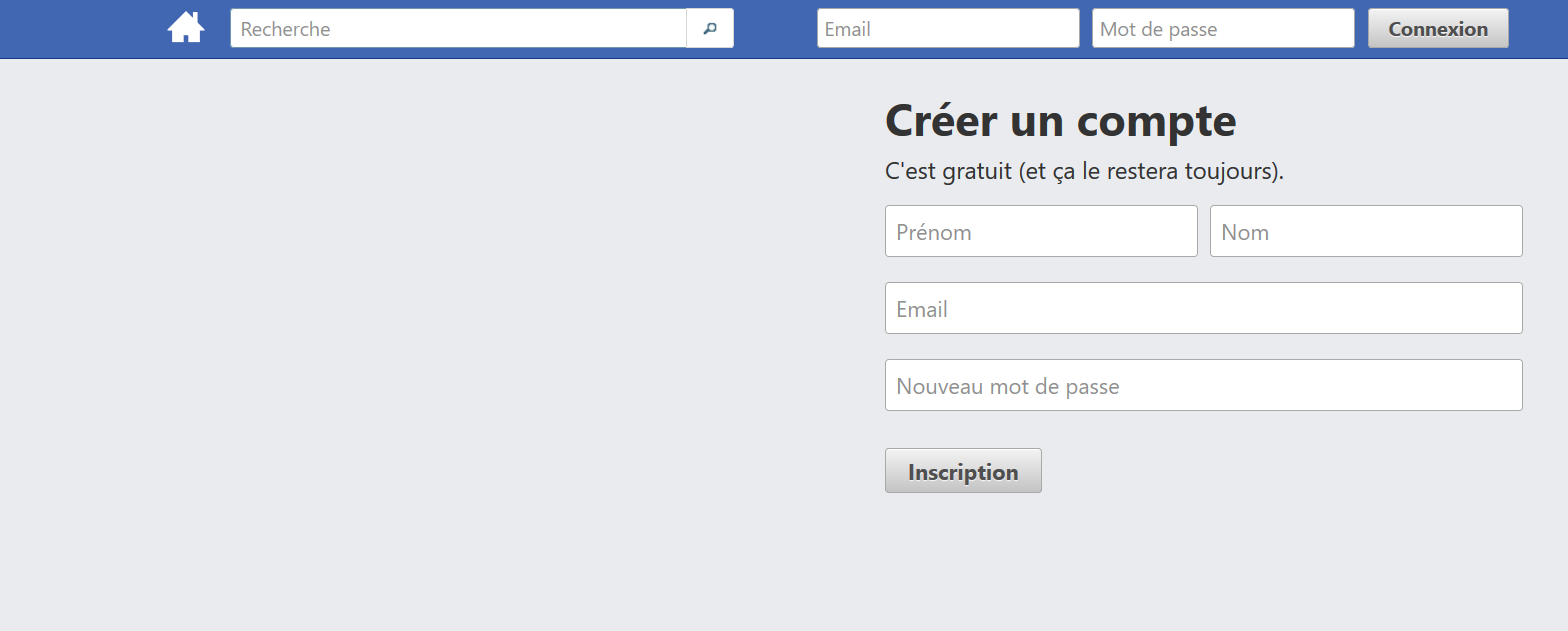 Recherche
Email
Mot de passe
Connexion
Créer un compte
C'est gratuit (et ça le restera toujours).
Prénom
Nom
Email
Nouveau mot de passe
Inscription